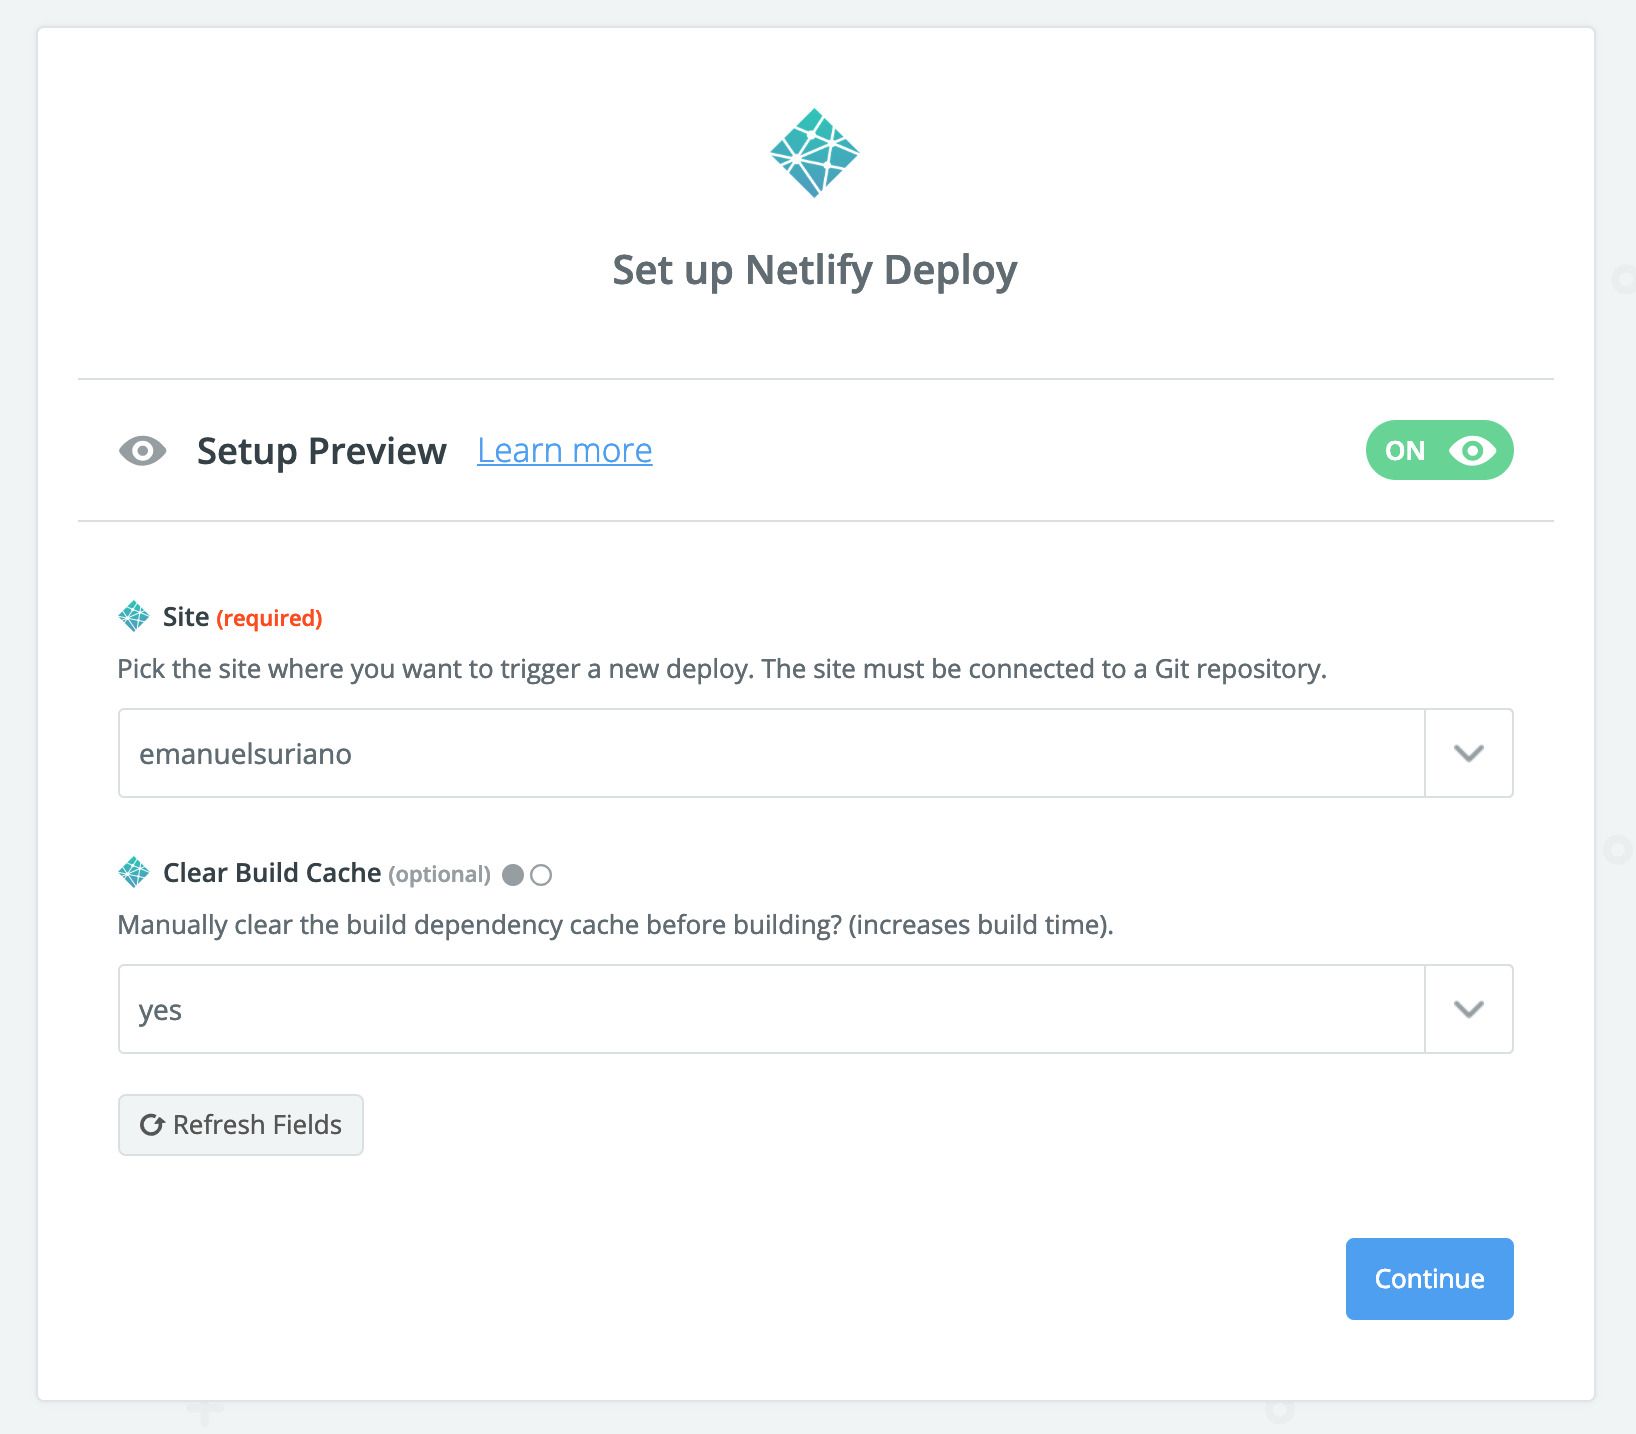 Set up Netlify Deploy
Setup Preview Learn more ON
Site (required)
Pick the site where you want to trigger a new deploy. The site must be connected to a Git repository.
emanuelsuriano
Clear Build Cache (optional)
Manually clear the build dependency cache before building? (increases build time).
yes
Refresh Fields
Continue